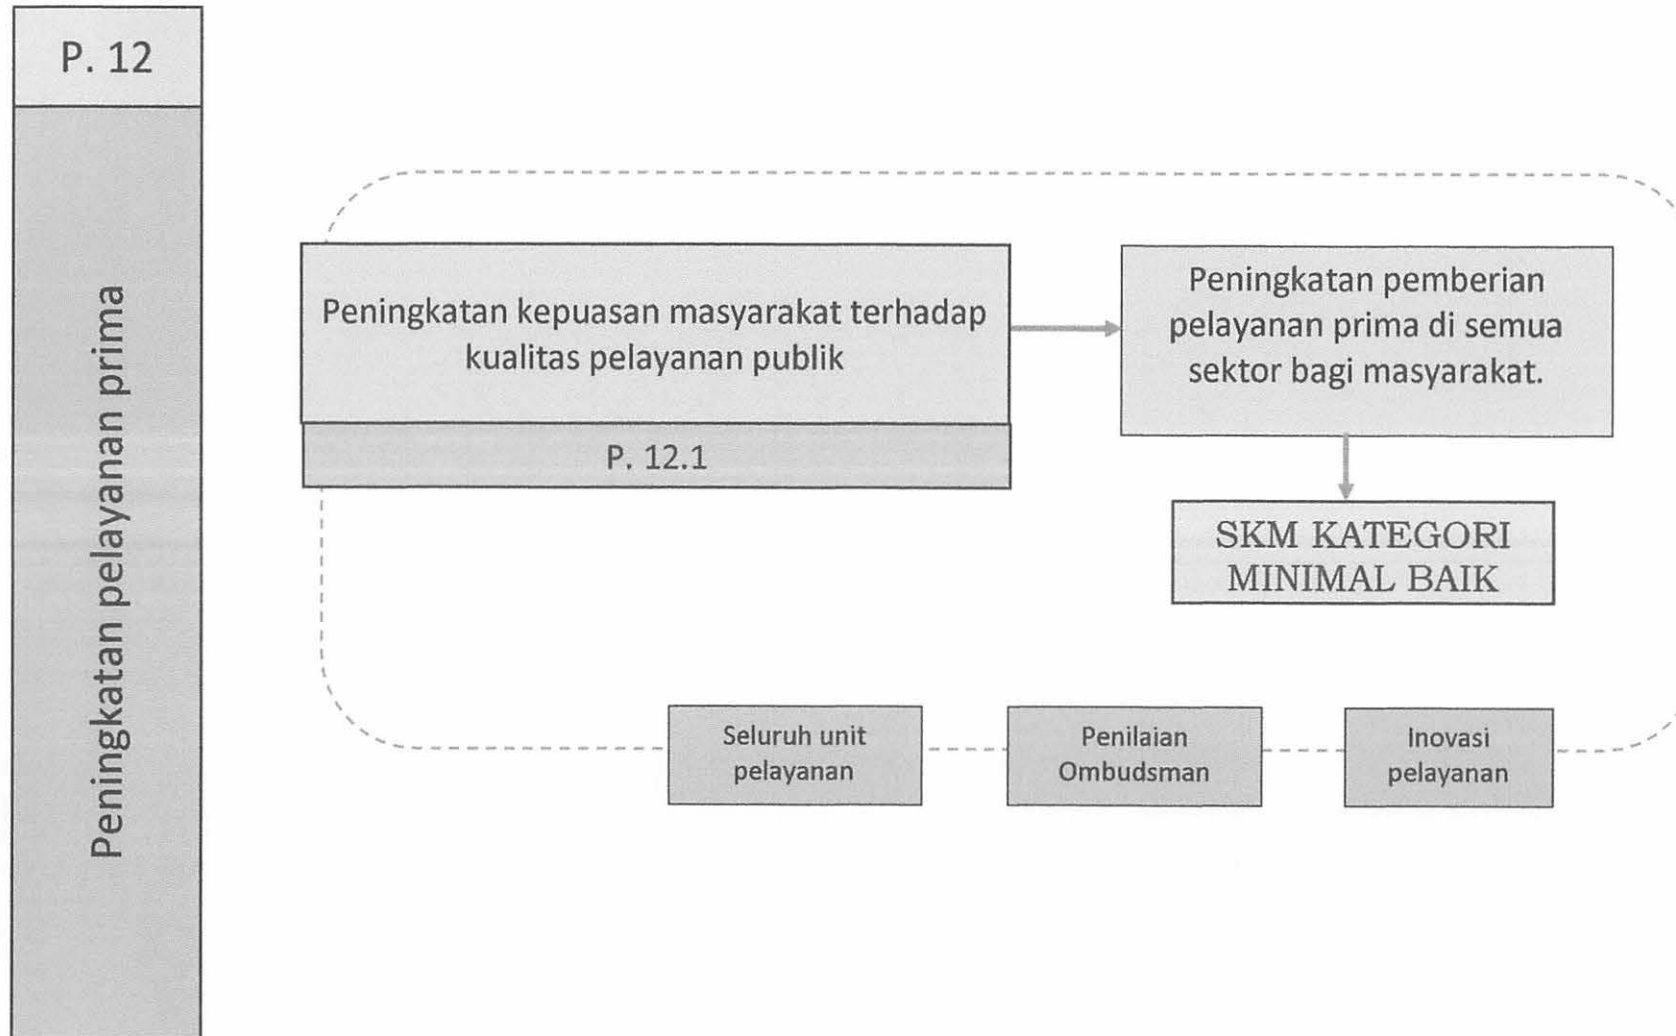 P. 12
Peningkatan pelayanan prima
Peningkatan kepuasan masyarakat terhadap
kualitas pelayanan publik
P. 12.1
Peningkatan pemberian
pelayanan prima di semua
sektor bagi masyarakat.
SKM KATEGORI
MINIMAL BAIK
Seluruh unit
pelayanan
Penilaian
Ombudsman
Inovasi
pelayanan